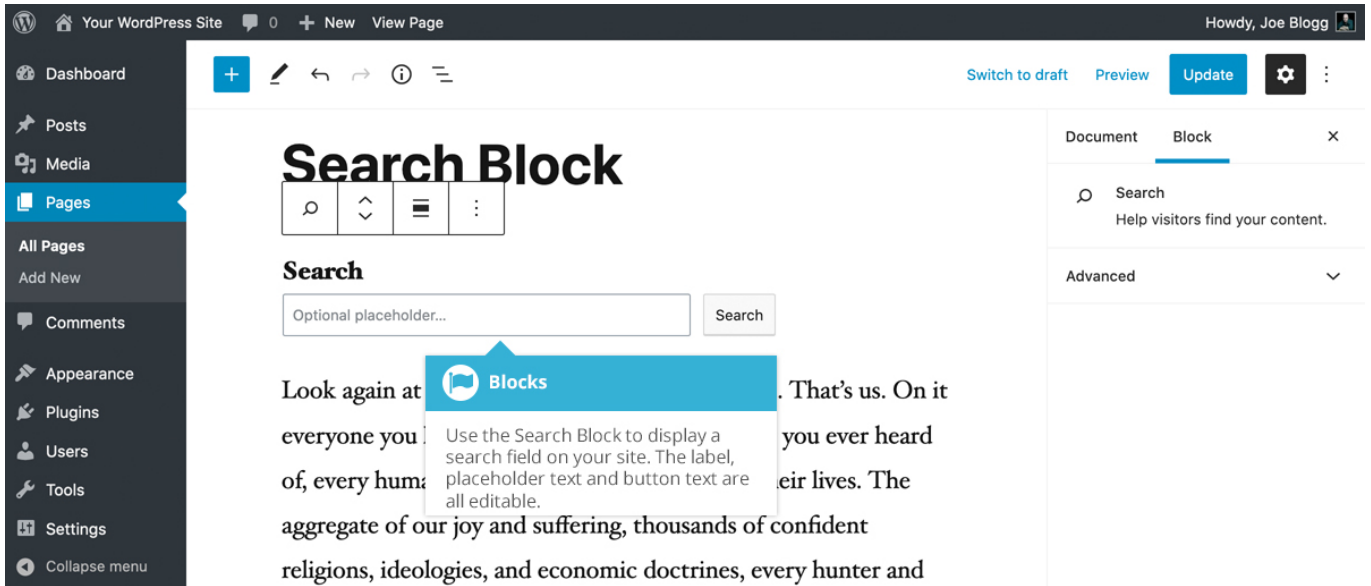 Your WordPress Site 0 New View Page Howdy, Joe Blogg
Dashboard
Posts
Media
Pages
All Pages
Add New
Comments
Appearance
Plugins
Users
Tools
Settings
Collapse menu
Switch to draft Preview Update
Search Block
Search
Optional placeholder... Search
Look again at . That's us. On it
everyone you you ever heard
of, every huma eir lives. The
aggregate of our joy and suffering, thousands of confident
religions, ideologies, and economic doctrines, every hunter and
Blocks
Use the Search Block to display a
search field on your site. The label,
placeholder text and button text are
all editable.
Document Block
Search
Help visitors find your content.
Advanced